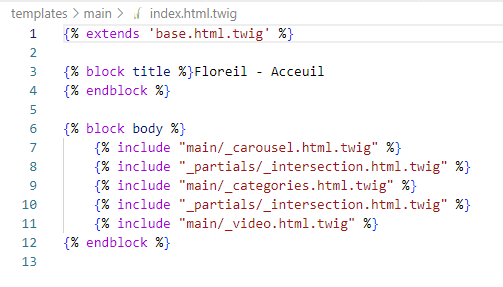 templates > main > index.html.twig
1 {% extends 'base.html.twig' %}
2
3 {% block title %}Floreil - Acceuil
4 {% endblock %}
5
6 {% block body %}
7     {% include "main/_carousel.html.twig" %}
8     {% include "_partials/_intersection.html.twig" %}
9     {% include "main/_categories.html.twig" %}
10     {% include "_partials/_intersection.html.twig" %}
11     {% include "main/_video.html.twig" %}
12 {% endblock %}
13